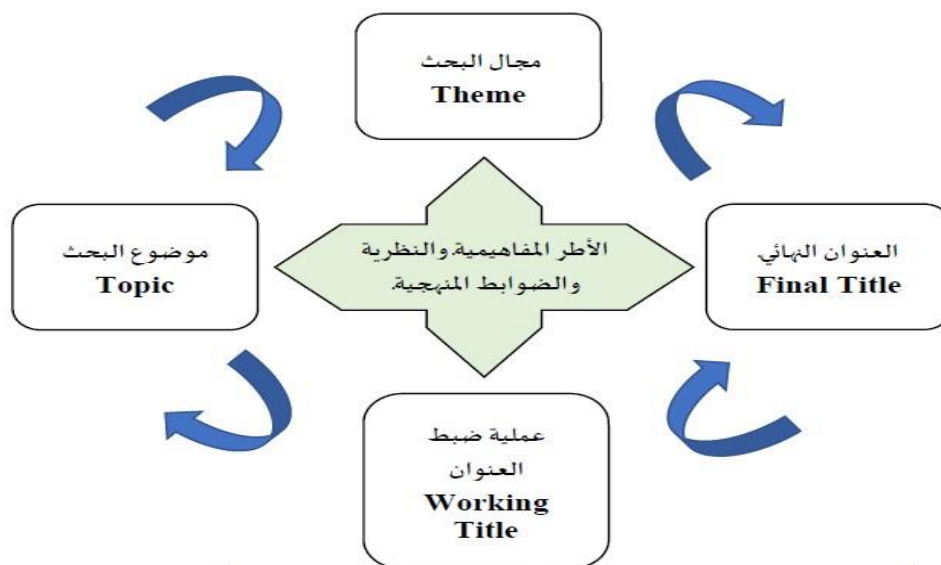 مجال البحث
Theme
العنوان النهائي
Final Title
الأطر المفاهيمية والنظرية
والضوابط المنهجية
موضوع البحث
Topic
عملية ضبط
العنوان
Working
Title